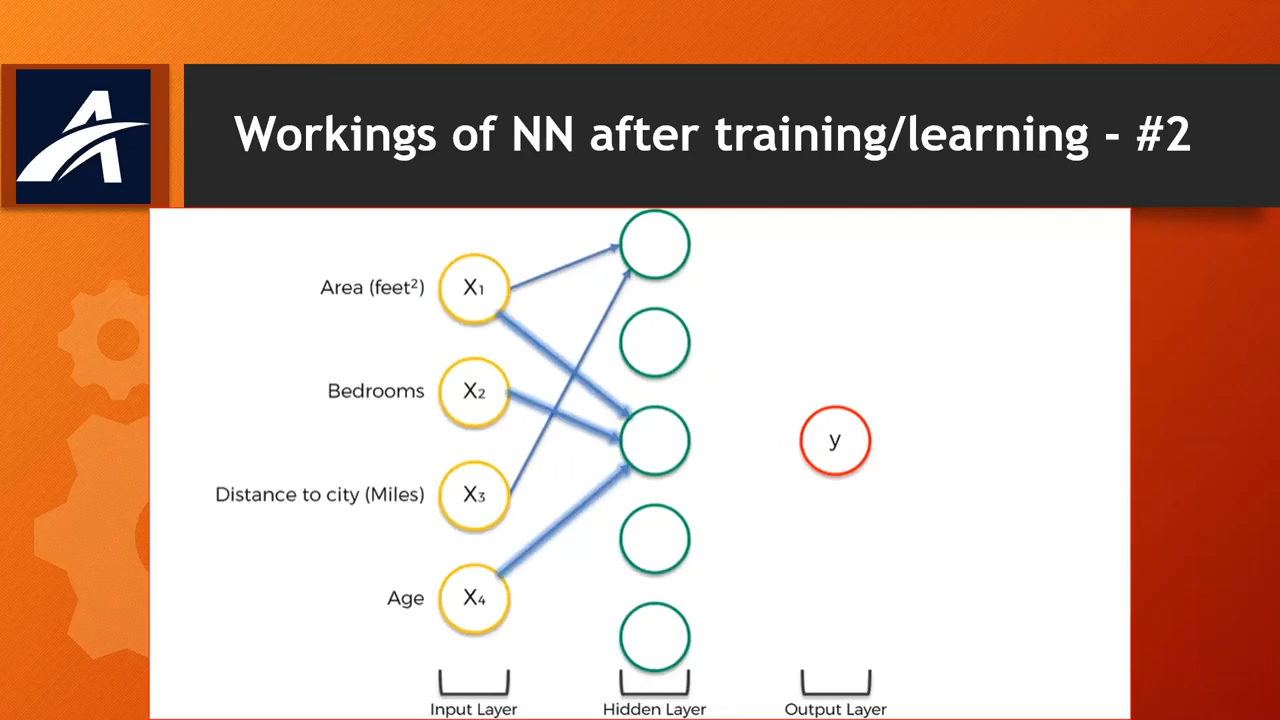 Workings of NN after training/learning - #2
Area (feet²)
X₁
Bedrooms
X₂
Distance to city (Miles)
X₃
Age
X₄
y
Input Layer
Hidden Layer
Output Layer